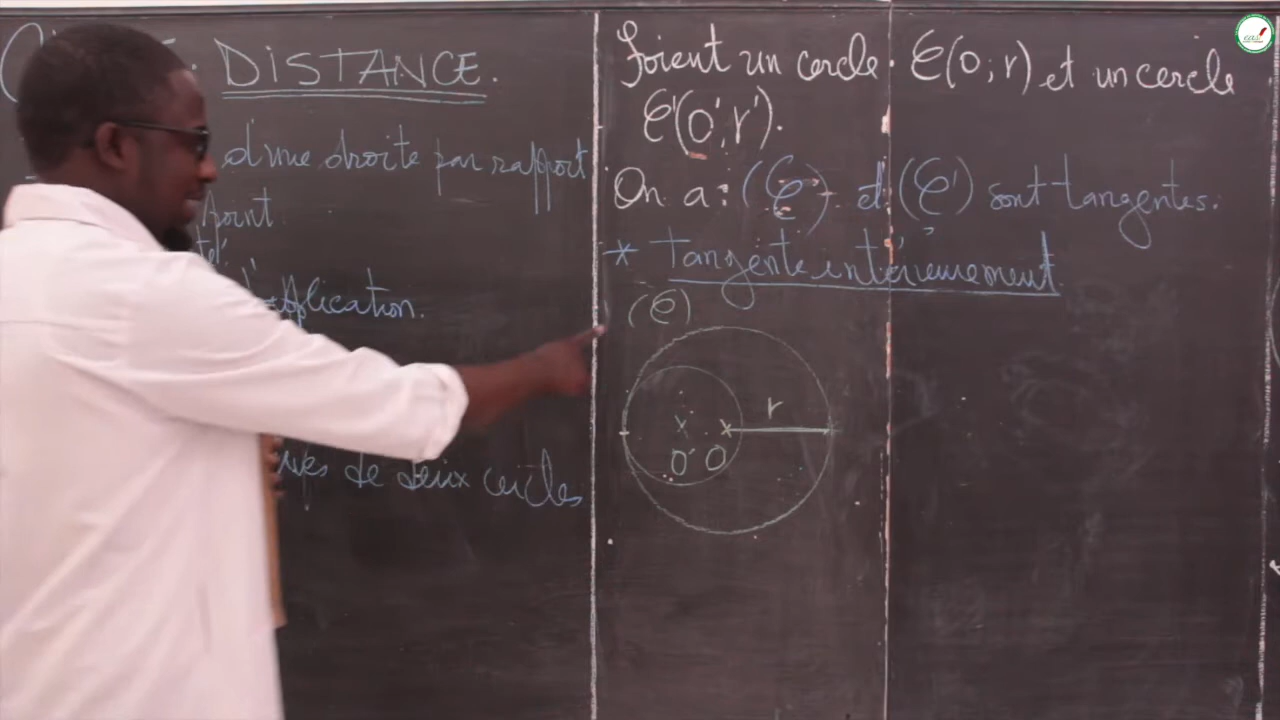 DISTANCE.
d'une droite par rapport
point
d'application.
de deux cercles
Soient un cercle C(O; r) et un cercle
C'(O'; r').
On a : (C) et (C') sont tangentes.
* Tangente intérieurement
(C)
r
O' O